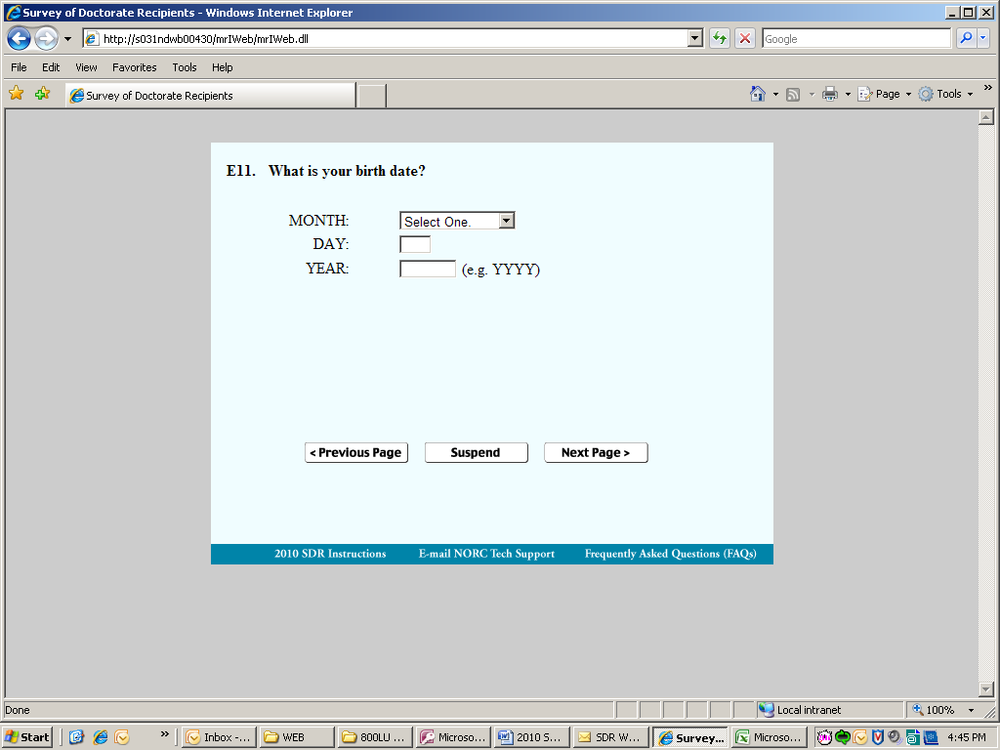 Survey of Doctorate Recipients - Windows Internet Explorer
http://s031ndwb00430/mrIWeb/mrIWeb.dll
Google
File Edit View Favorites Tools Help
Survey of Doctorate Recipients
Page Tools »
E11. What is your birth date?
MONTH: Select One.
DAY:
YEAR: (e.g. YYYY)
< Previous Page Suspend Next Page >
2010 SDR Instructions E-mail NORC Tech Support Frequently Asked Questions (FAQs)
Done Local intranet 100%
Start » Inbox -... WEB 800LU ... Microso... 2010 S... SDR W... Survey... Microso... 4:45 PM